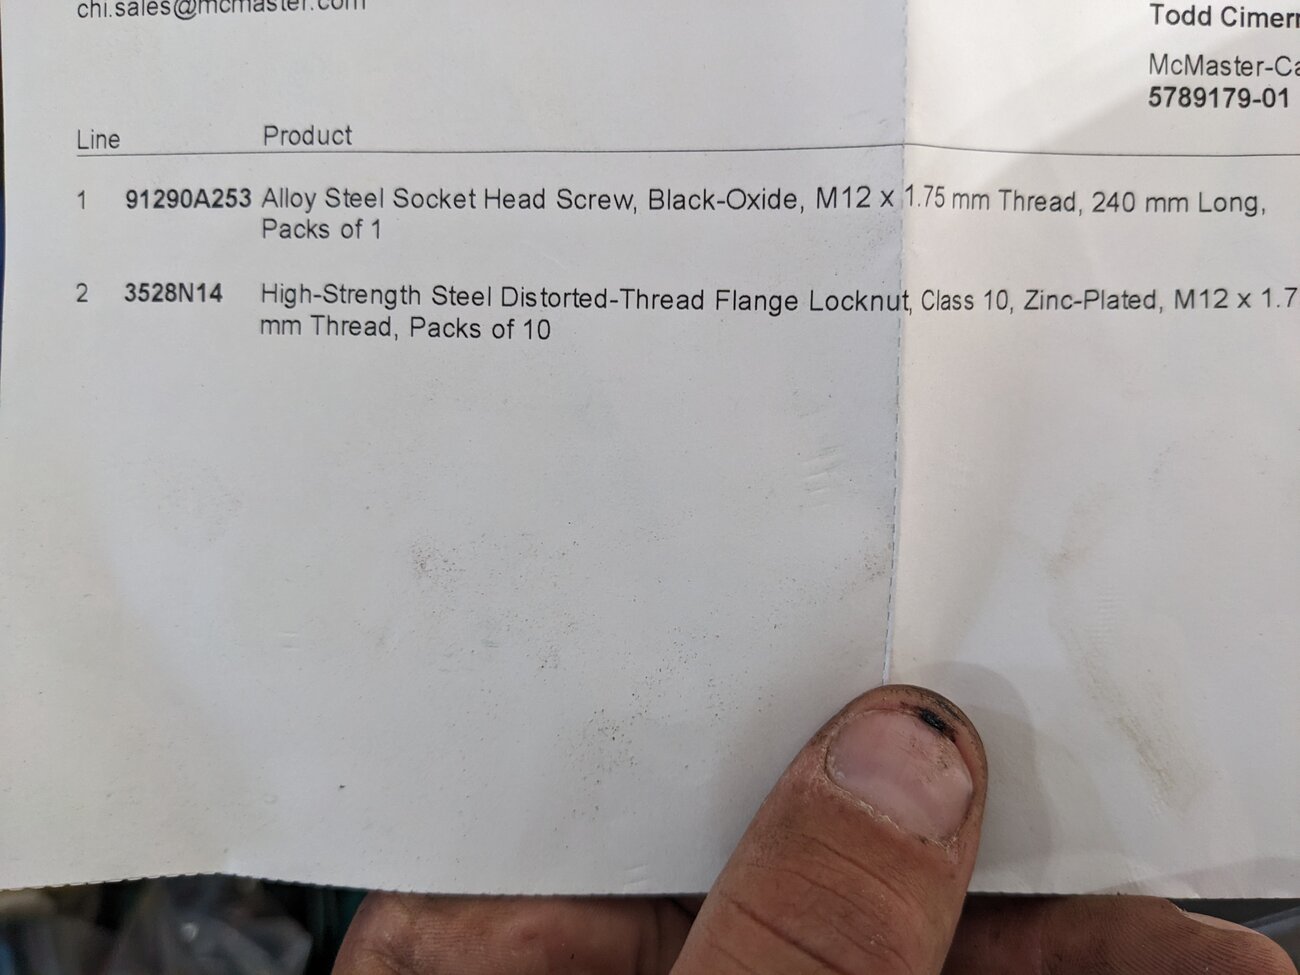 chi.sales@mcmaster.com
Todd Cimer
McMaster-Ca
5789179-01
Line Product
1 91290A253 Alloy Steel Socket Head Screw, Black-Oxide, M12 x 1.75 mm Thread, 240 mm Long,
Packs of 1
2 3528N14 High-Strength Steel Distorted-Thread Flange Locknut, Class 10, Zinc-Plated, M12 x 1.7
mm Thread, Packs of 10